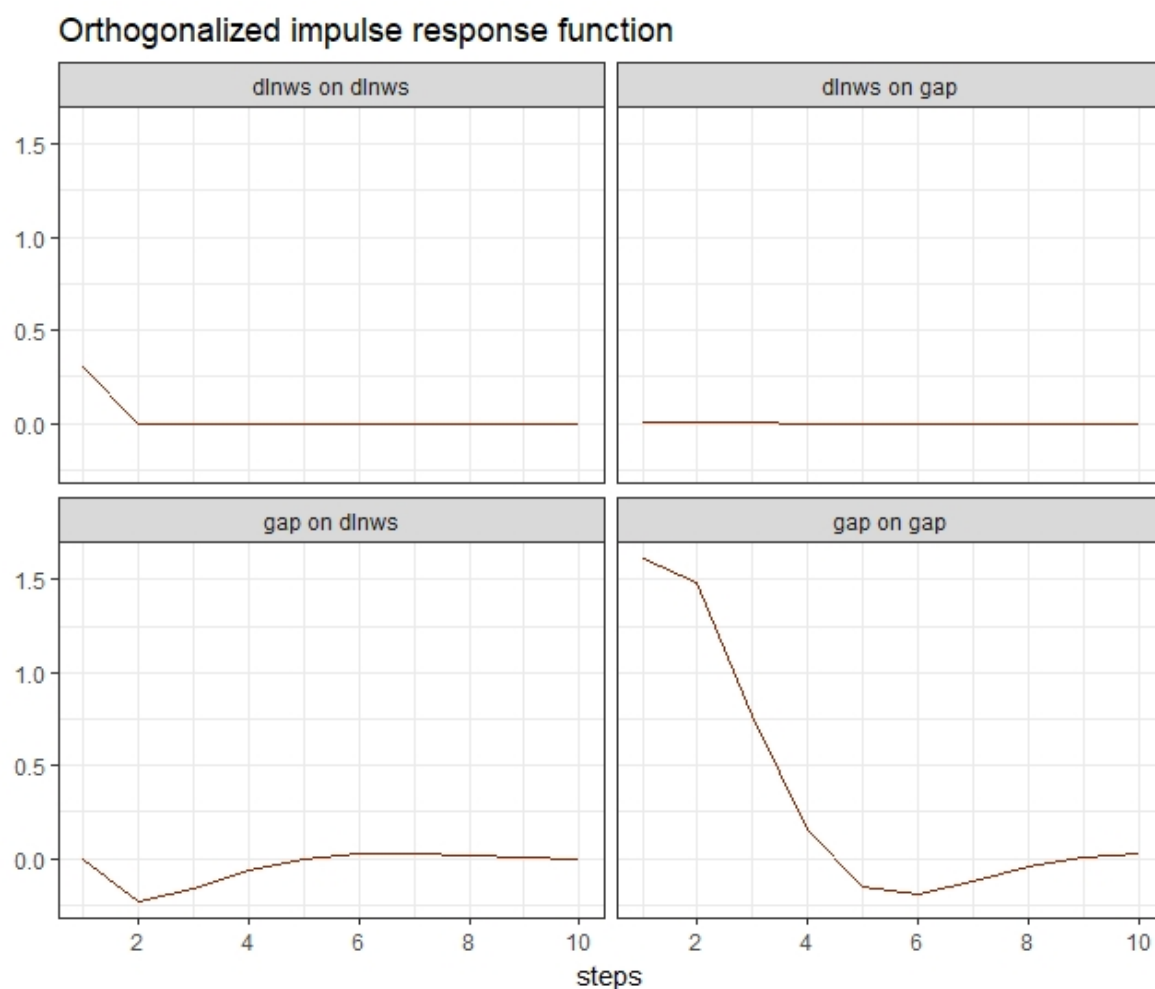 Orthogonalized impulse response function
dlnws on dlnws
dlnws on gap
1.5
1.0
0.5
0.0
gap on dlnws
gap on gap
1.5
1.0
0.5
0.0
2 4 6 8 10
2 4 6 8 10
steps